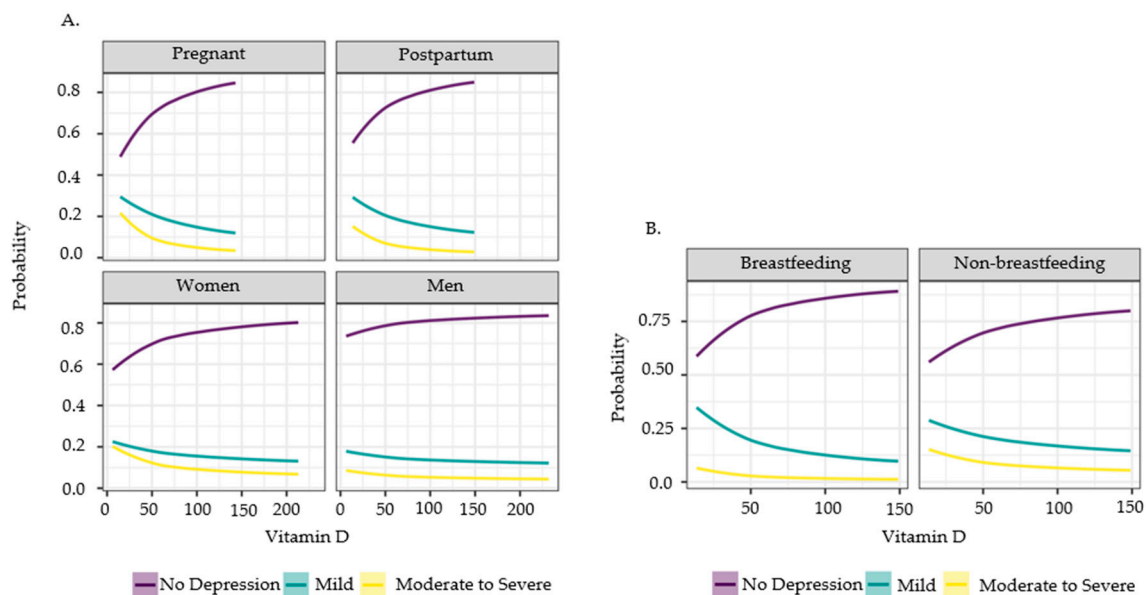 A.
Pregnant Postpartum
0.8
0.6
0.4
0.2
0.0
Women Men
0.8
0.6
0.4
0.2
0.0
0 50 100 150 200 0 50 100 150 200
Probability
Vitamin D
No Depression Mild Moderate to Severe
B.
Breastfeeding Non-breastfeeding
0.75
0.50
0.25
0.0
50 100 150 50 100 150
Probability
Vitamin D
No Depression Mild Moderate to Severe